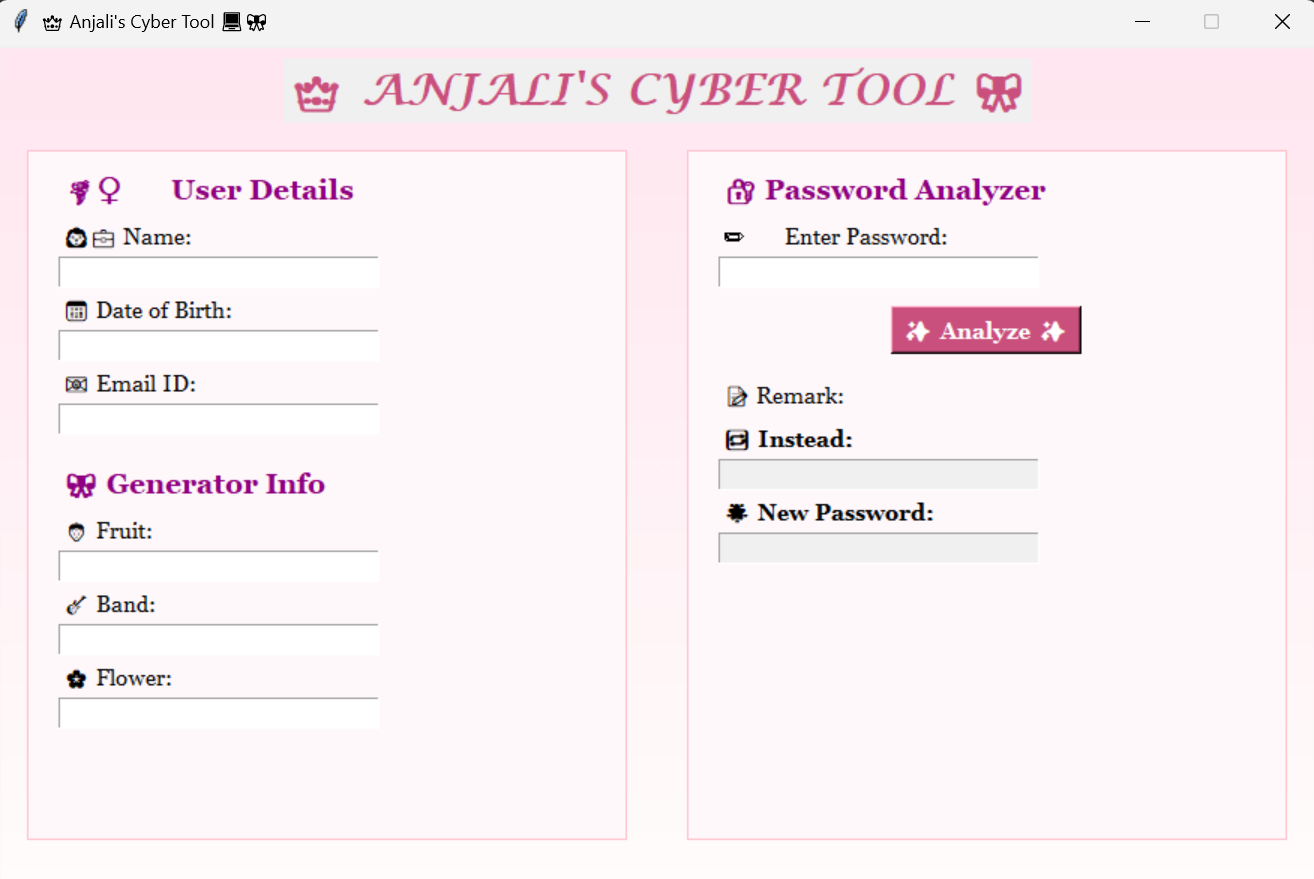 Anjali's Cyber Tool
ANJALI'S CYBER TOOL
User Details
Name:
Date of Birth:
Email ID:
Generator Info
Fruit:
Band:
Flower:
Password Analyzer
Enter Password:
Analyze
Remark:
Instead:
New Password: